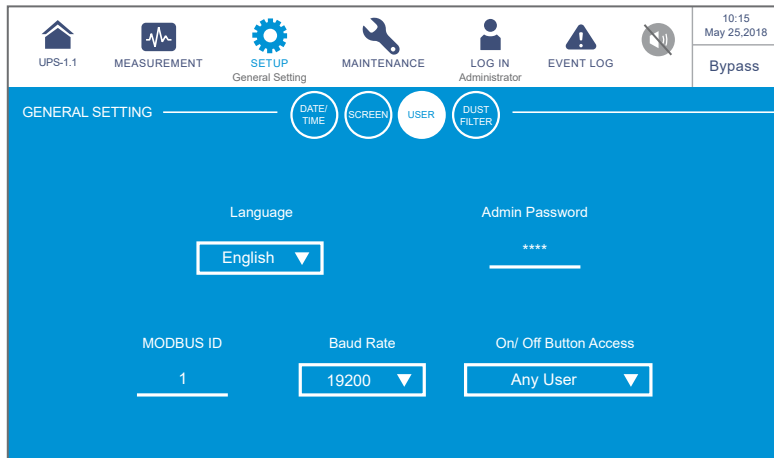 10:15
May 25,2018
UPS-1.1
MEASUREMENT
SETUP
General Setting
MAINTENANCE
LOG IN
Administrator
EVENT LOG
Bypass
GENERAL SETTING
DATE/
TIME
SCREEN
USER
DUST
FILTER
Language
Admin Password
English
****
MODBUS ID
Baud Rate
On/ Off Button Access
1
19200
Any User